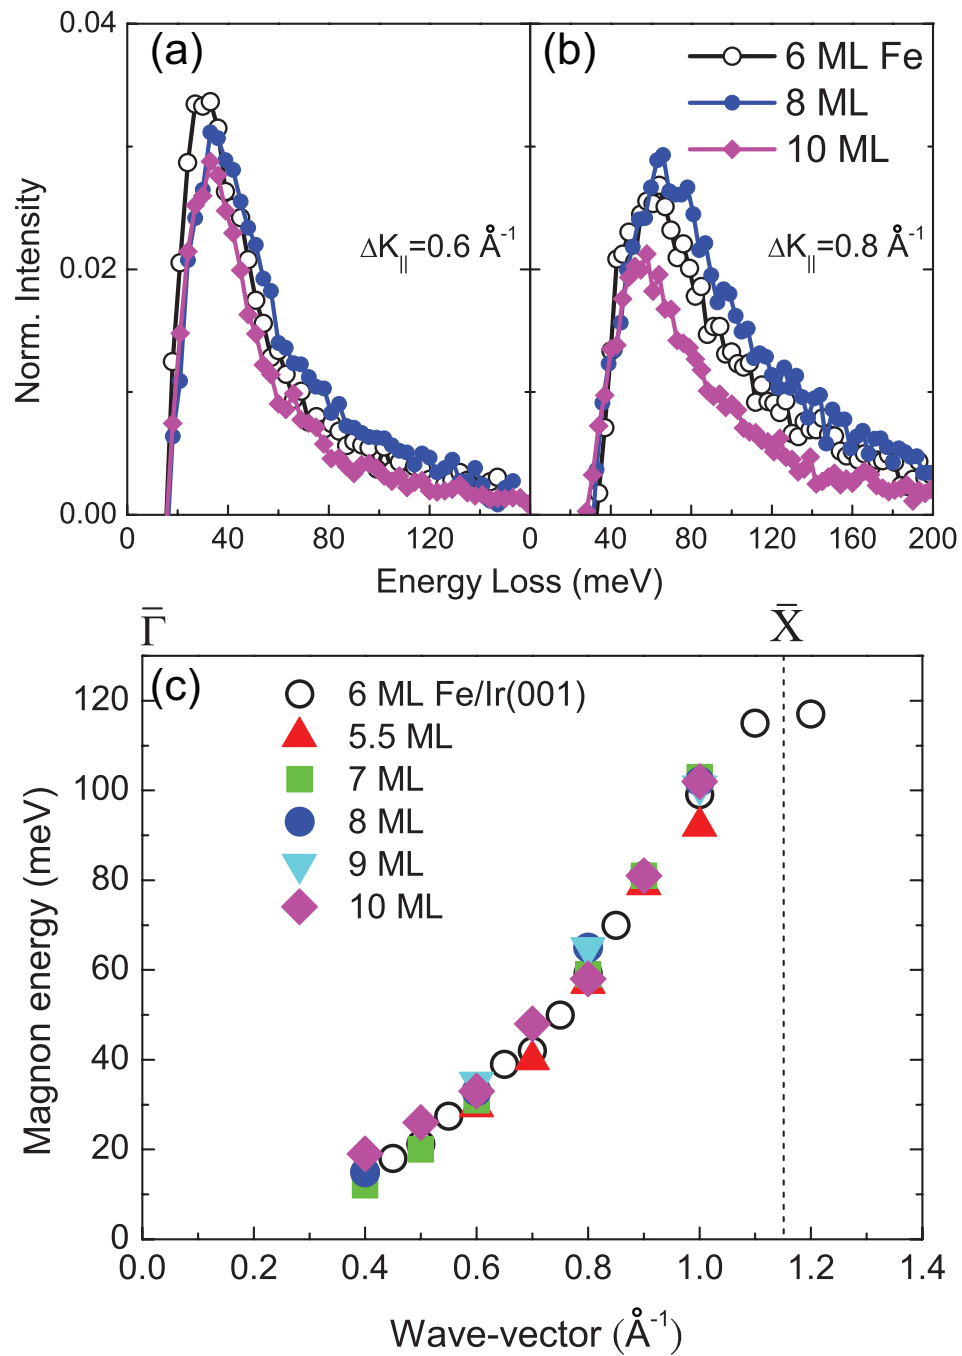 (a)
(b)
6 ML Fe
8 ML
10 ML
ΔK||=0.6 Å-1
ΔK||=0.8 Å-1
Norm. Intensity
0.04
0.02
0.00
0 40 80 120 0 40 80 120 160 200
Energy Loss (meV)
Γ̅ X̅
(c)
6 ML Fe/Ir(001)
5.5 ML
7 ML
8 ML
9 ML
10 ML
Magnon energy (meV)
120
100
80
60
40
20
0
0.0 0.2 0.4 0.6 0.8 1.0 1.2 1.4
Wave-vector (Å-1)